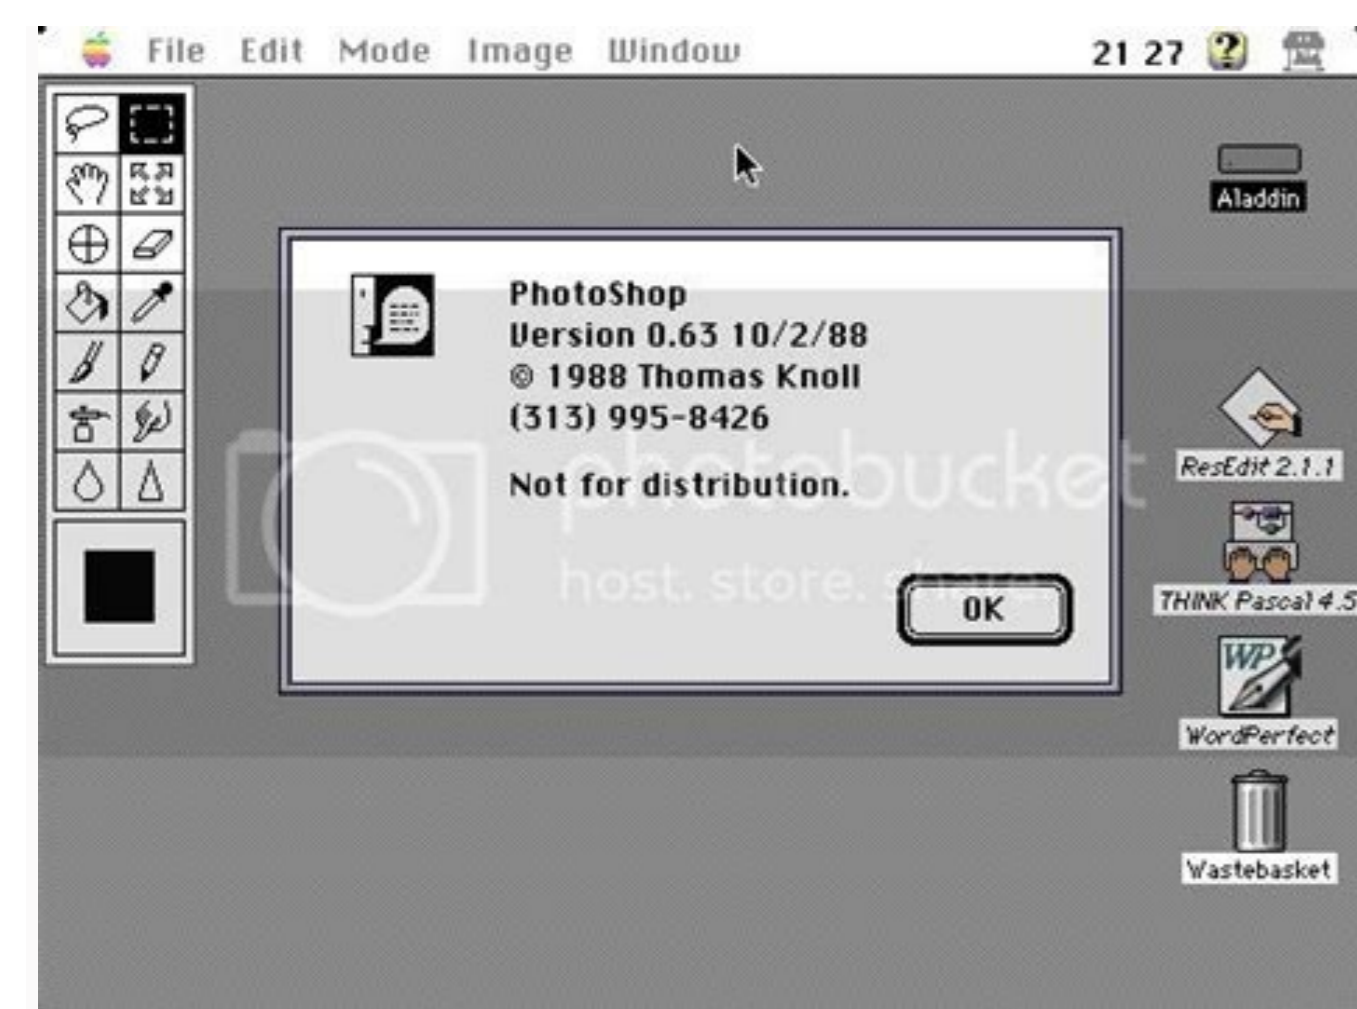 File Edit Mode Image Window 21 27
Aladdin
PhotoShop
Version 0.63 10/2/88
© 1988 Thomas Knoll
(313) 995-8426
Not for distribution.
OK
photobucket
host. store. share.
ResEdit 2.1.1
THINK Pascal 4.5
WP
WordPerfect
Wastebasket